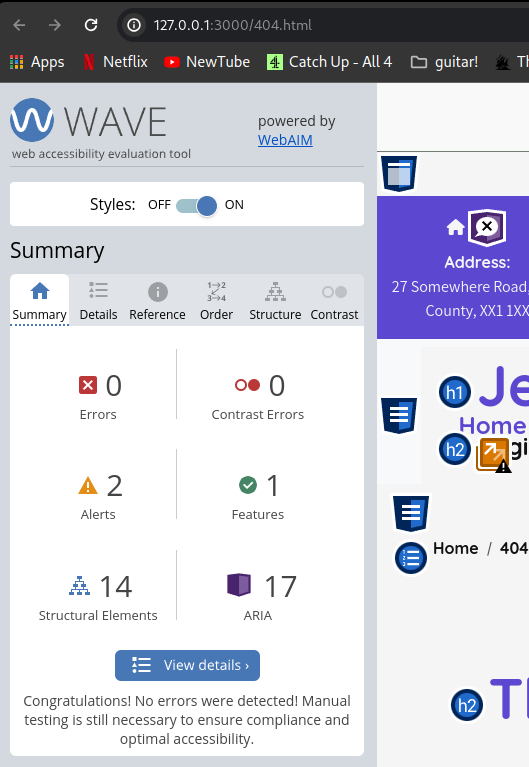 127.0.0.1:3000/404.html
Apps Netflix NewTube Catch Up - All 4 guitar!
WAVE
web accessibility evaluation tool
powered by
WebAIM
Styles: OFF ON
Summary
Summary Details Reference Order Structure Contrast
0
Errors
0
Contrast Errors
2
Alerts
1
Features
14
Structural Elements
17
ARIA
View details ›
Congratulations! No errors were detected! Manual
testing is still necessary to ensure compliance and
optimal accessibility.
Address:
27 Somewhere Road,
County, XX1 1XX
h1 Je
Home
h2 gi
Home / 404
h2